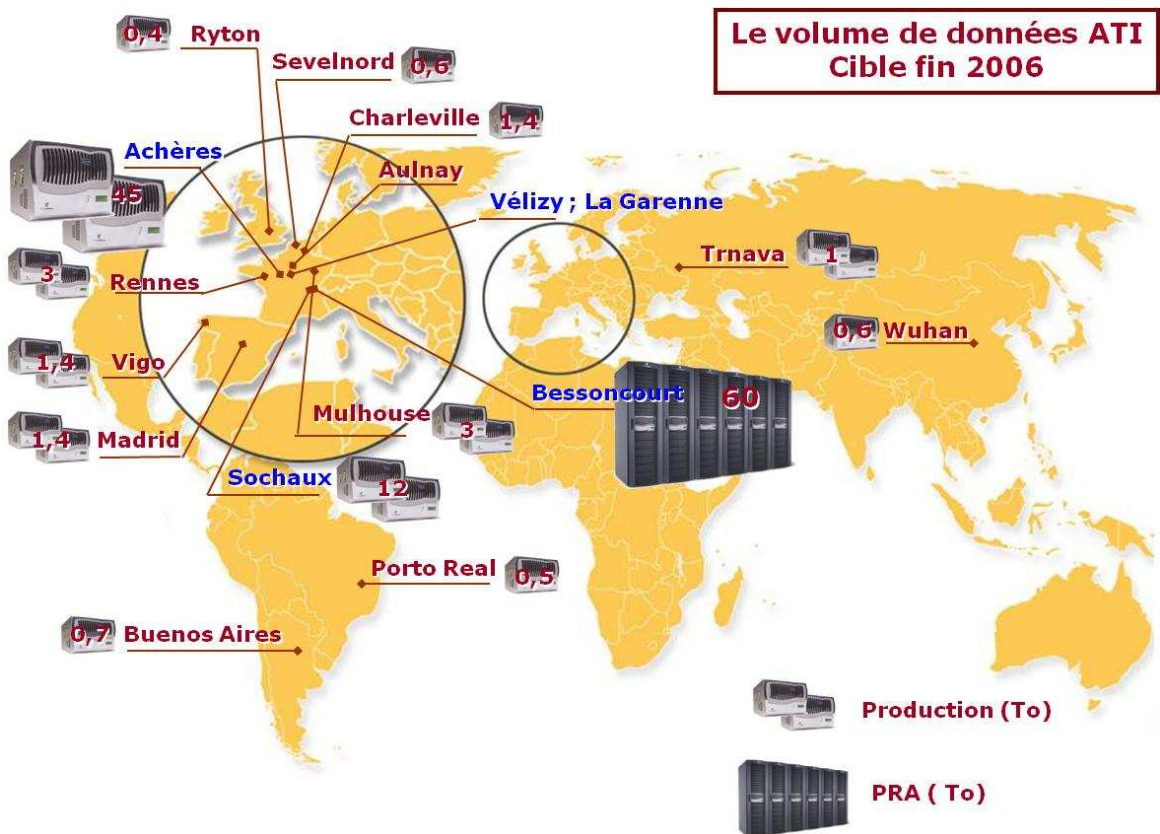 Le volume de données ATI
Cible fin 2006
0,4 Ryton
Sevelnord 0,6
Charleville 1,4
Achères
Aulnay
45
Vélizy ; La Garenne
Trnava 1
3 Rennes
0,6 Wuhan
1,4 Vigo
Bessoncourt 60
Mulhouse 3
1,4 Madrid
Sochaux 12
Porto Real 0,5
0,7 Buenos Aires
Production (To)
PRA ( To)